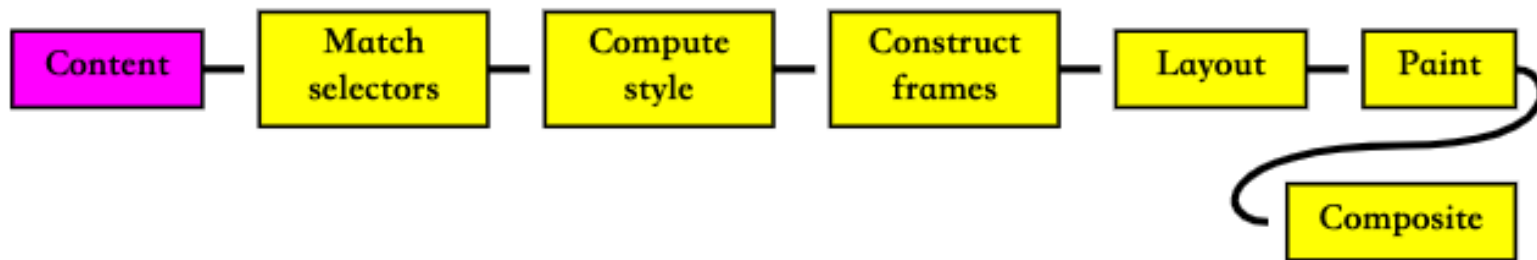 Content
Match
selectors
Compute
style
Construct
frames
Layout
Paint
Composite